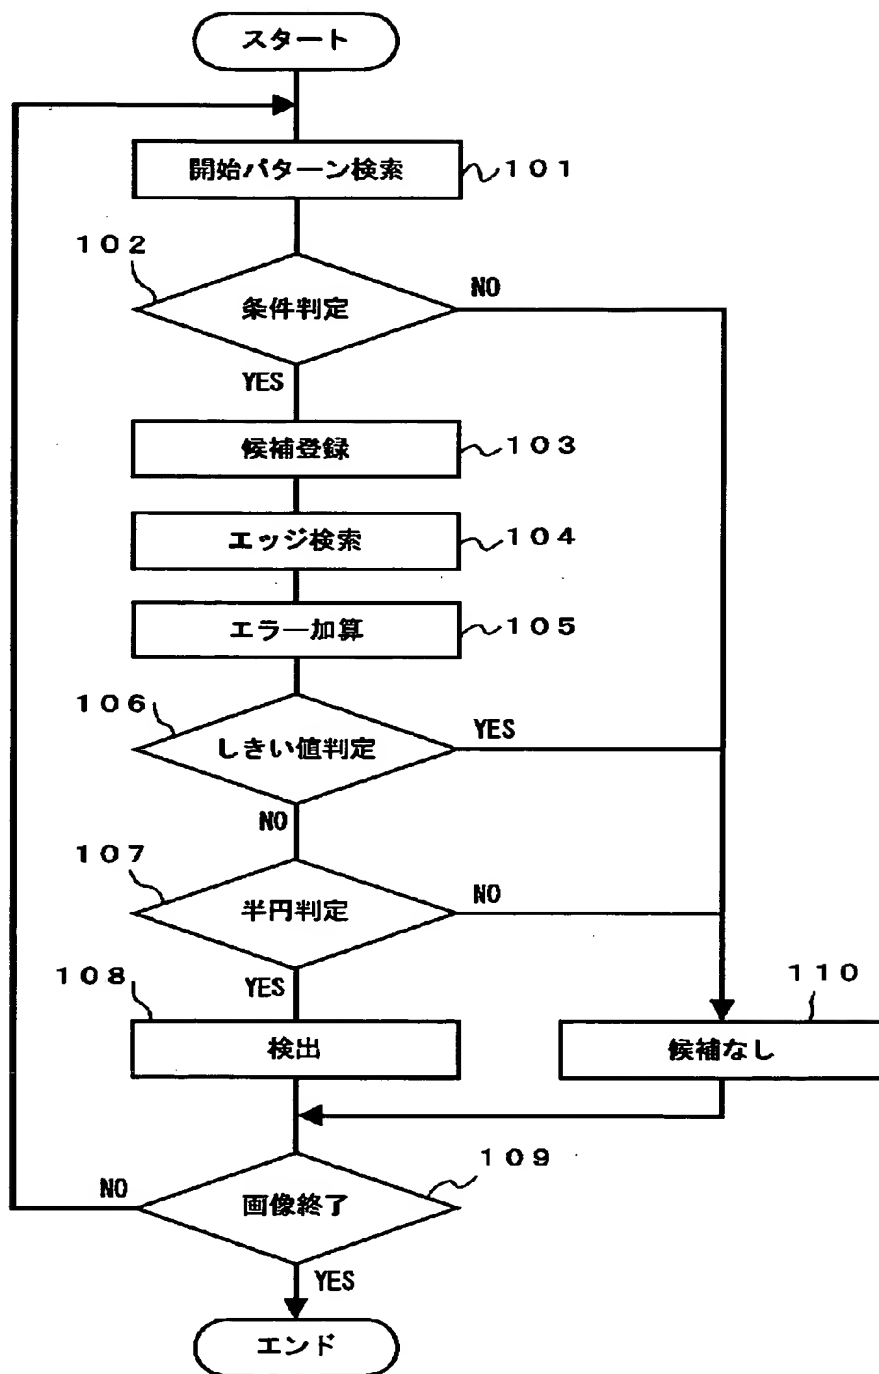 スタート
開始パターン検索
１０１
１０２
条件判定
NO
YES
候補登録
１０３
エッジ検索
１０４
エラー加算
１０５
１０６
しきい値判定
YES
NO
１０７
半円判定
NO
YES
１０８
検出
１１０
候補なし
１０９
画像終了
NO
YES
エンド